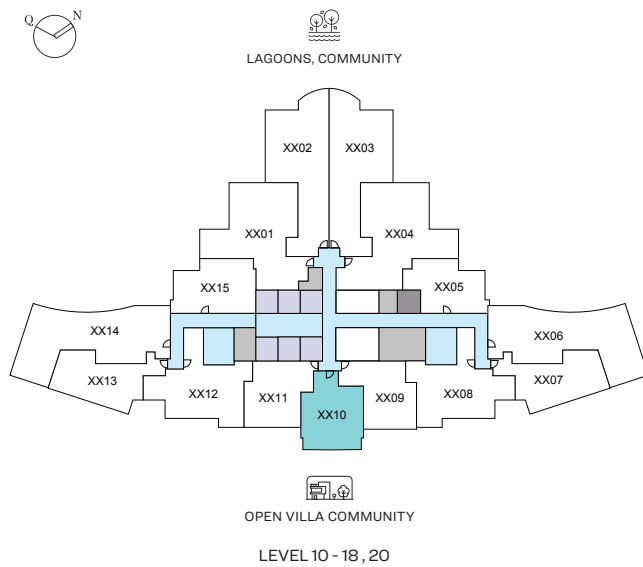 Q N
LAGOONS, COMMUNITY
XX02 XX03
XX01 XX04
XX15 XX05
XX14 XX06
XX13 XX07
XX12 XX11 XX10 XX09 XX08
OPEN VILLA COMMUNITY
LEVEL 10 - 18 , 20